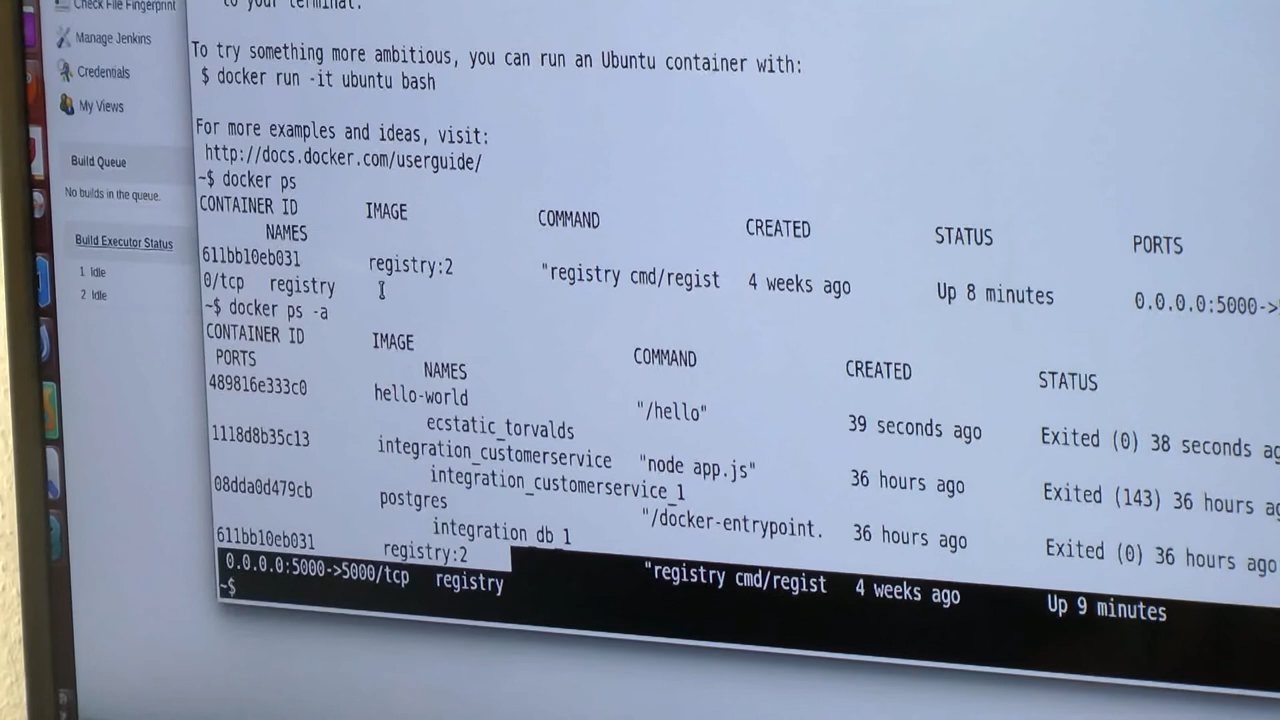 Check File Fingerprint
Manage Jenkins
Credentials
My Views
Build Queue
No builds in the queue.
Build Executor Status
1 Idle
2 Idle
to your terminal.
To try something more ambitious, you can run an Ubuntu container with:
$ docker run -it ubuntu bash
For more examples and ideas, visit:
http://docs.docker.com/userguide/
~$ docker ps
CONTAINER ID IMAGE COMMAND CREATED STATUS PORTS
NAMES
611bb10eb031 registry:2 "registry cmd/regist 4 weeks ago Up 8 minutes 0.0.0.0:5000->
0/tcp registry
~$ docker ps -a
CONTAINER ID IMAGE COMMAND CREATED STATUS
PORTS NAMES
489816e333c0 hello-world "/hello" 39 seconds ago Exited (0) 38 seconds ag
ecstatic_torvalds
1118d8b35c13 integration_customerservice "node app.js" 36 hours ago Exited (143) 36 hours ag
integration_customerservice_1
08dda0d479cb postgres "/docker-entrypoint. 36 hours ago Exited (0) 36 hours ago
integration_db_1
611bb10eb031 registry:2 "registry cmd/regist 4 weeks ago Up 9 minutes
0.0.0.0:5000->5000/tcp registry
~$